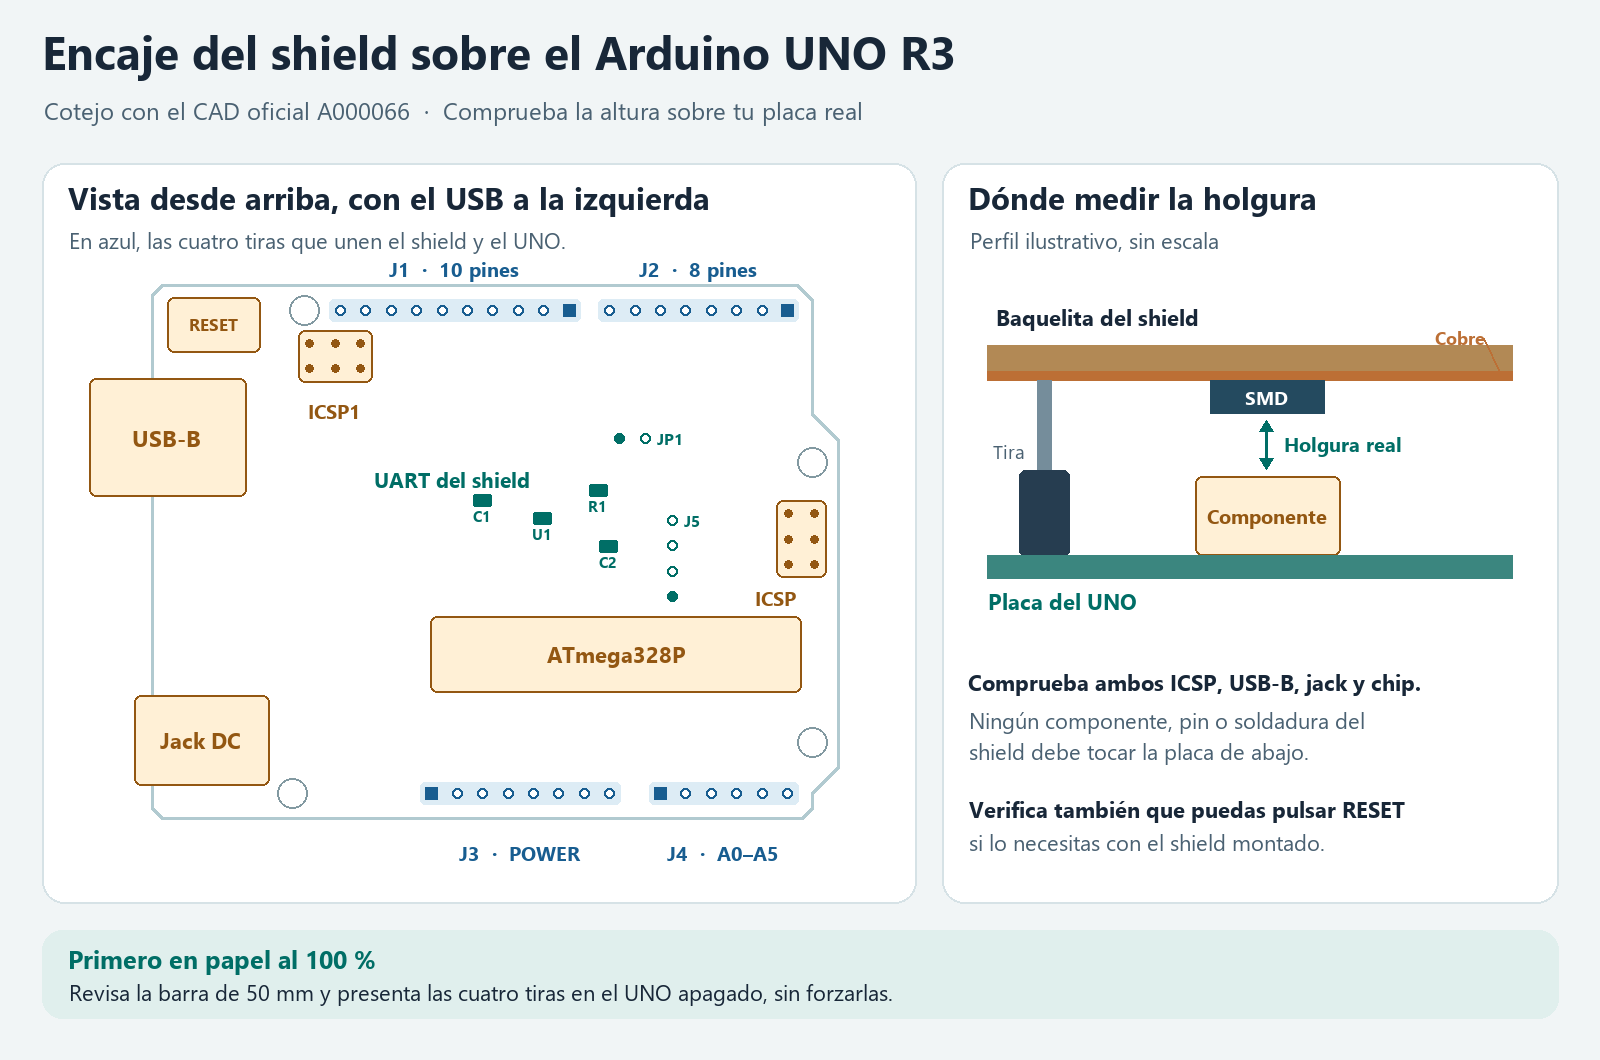 Encaje del shield sobre el Arduino UNO R3
Cotejo con el CAD oficial A000066 · Comprueba la altura sobre tu placa real
Vista desde arriba, con el USB a la izquierda
En azul, las cuatro tiras que unen el shield y el UNO.
J1 · 10 pines
J2 · 8 pines
RESET
ICSP1
USB-B
JP1
UART del shield
C1
R1
U1
J5
C2
ICSP
ATmega328P
Jack DC
J3 · POWER
J4 · A0–A5
Dónde medir la holgura
Perfil ilustrativo, sin escala
Baquelita del shield
Cobre
SMD
Tira
Holgura real
Componente
Placa del UNO
Comprueba ambos ICSP, USB-B, jack y chip.
Ningún componente, pin o soldadura del
shield debe tocar la placa de abajo.
Verifica también que puedas pulsar RESET
si lo necesitas con el shield montado.
Primero en papel al 100 %
Revisa la barra de 50 mm y presenta las cuatro tiras en el UNO apagado, sin forzarlas.